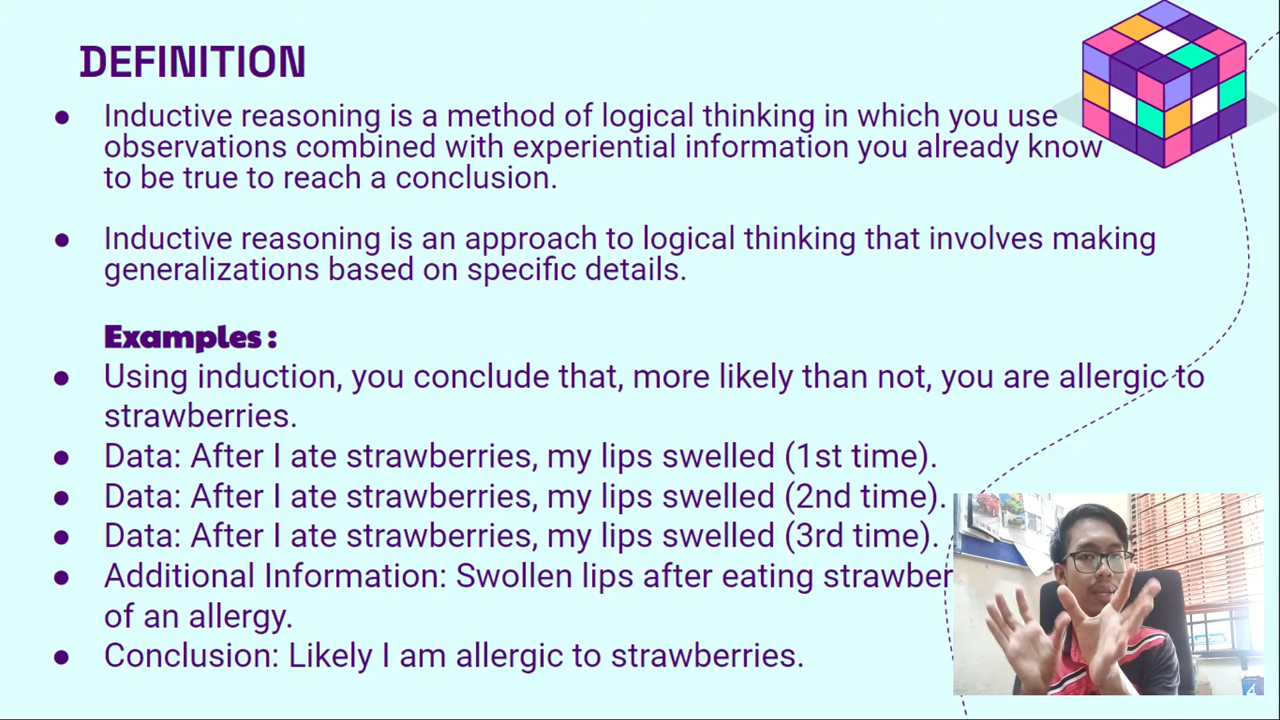 DEFINITION
● Inductive reasoning is a method of logical thinking in which you use
observations combined with experiential information you already know
to be true to reach a conclusion.
● Inductive reasoning is an approach to logical thinking that involves making
generalizations based on specific details.
Examples :
● Using induction, you conclude that, more likely than not, you are allergic to
strawberries.
● Data: After I ate strawberries, my lips swelled (1st time).
● Data: After I ate strawberries, my lips swelled (2nd time).
● Data: After I ate strawberries, my lips swelled (3rd time).
● Additional Information: Swollen lips after eating
of an allergy.
● Conclusion: Likely I am allergic to strawberries.